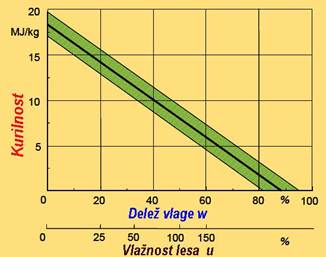 20
MJ/kg
15
10
5
Kurilnost
0 20 40 60 80 % 100
Delež vlage w
0 25 50 100 150 %
Vlažnost lesa u